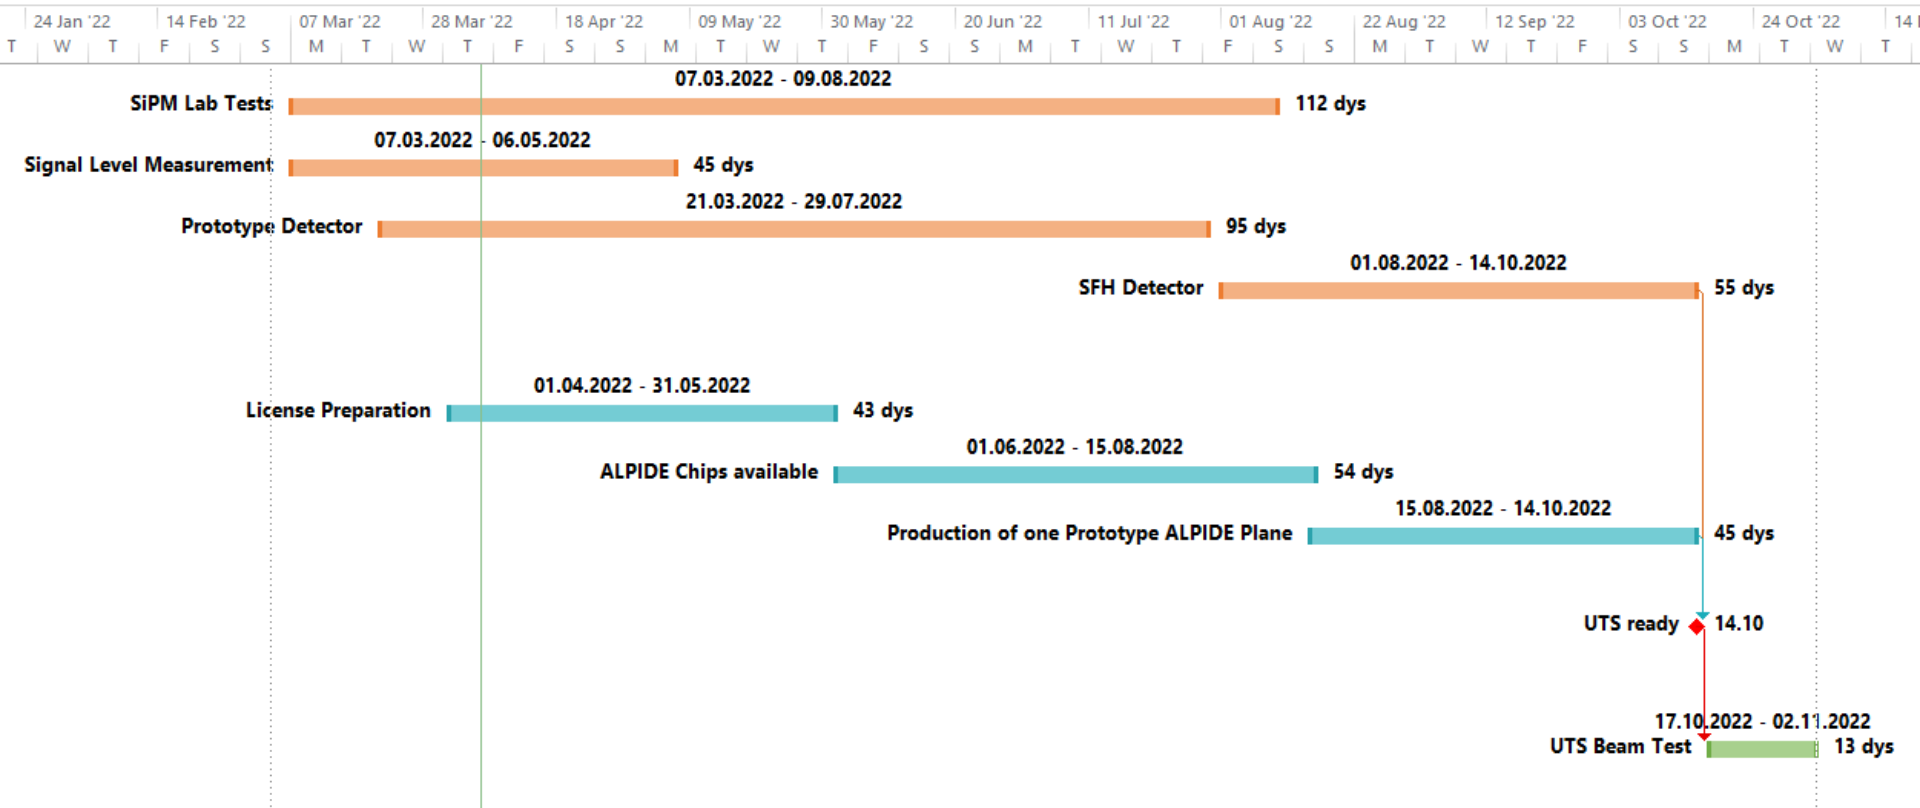 24 Jan '22 14 Feb '22 07 Mar '22 28 Mar '22 18 Apr '22 09 May '22 30 May '22 20 Jun '22 11 Jul '22 01 Aug '22 22 Aug '22 12 Sep '22 03 Oct '22 24 Oct '22 14
T W T F S S M T W T F S S M T W T F S S M T W T F S S M T W T F S S M T W T
07.03.2022 - 09.08.2022
SiPM Lab Tests 112 dys
07.03.2022 - 06.05.2022
Signal Level Measurement 45 dys
21.03.2022 - 29.07.2022
Prototype Detector 95 dys
01.08.2022 - 14.10.2022
SFH Detector 55 dys
01.04.2022 - 31.05.2022
License Preparation 43 dys
01.06.2022 - 15.08.2022
ALPIDE Chips available 54 dys
15.08.2022 - 14.10.2022
Production of one Prototype ALPIDE Plane 45 dys
UTS ready 14.10
17.10.2022 - 02.11.2022
UTS Beam Test 13 dys